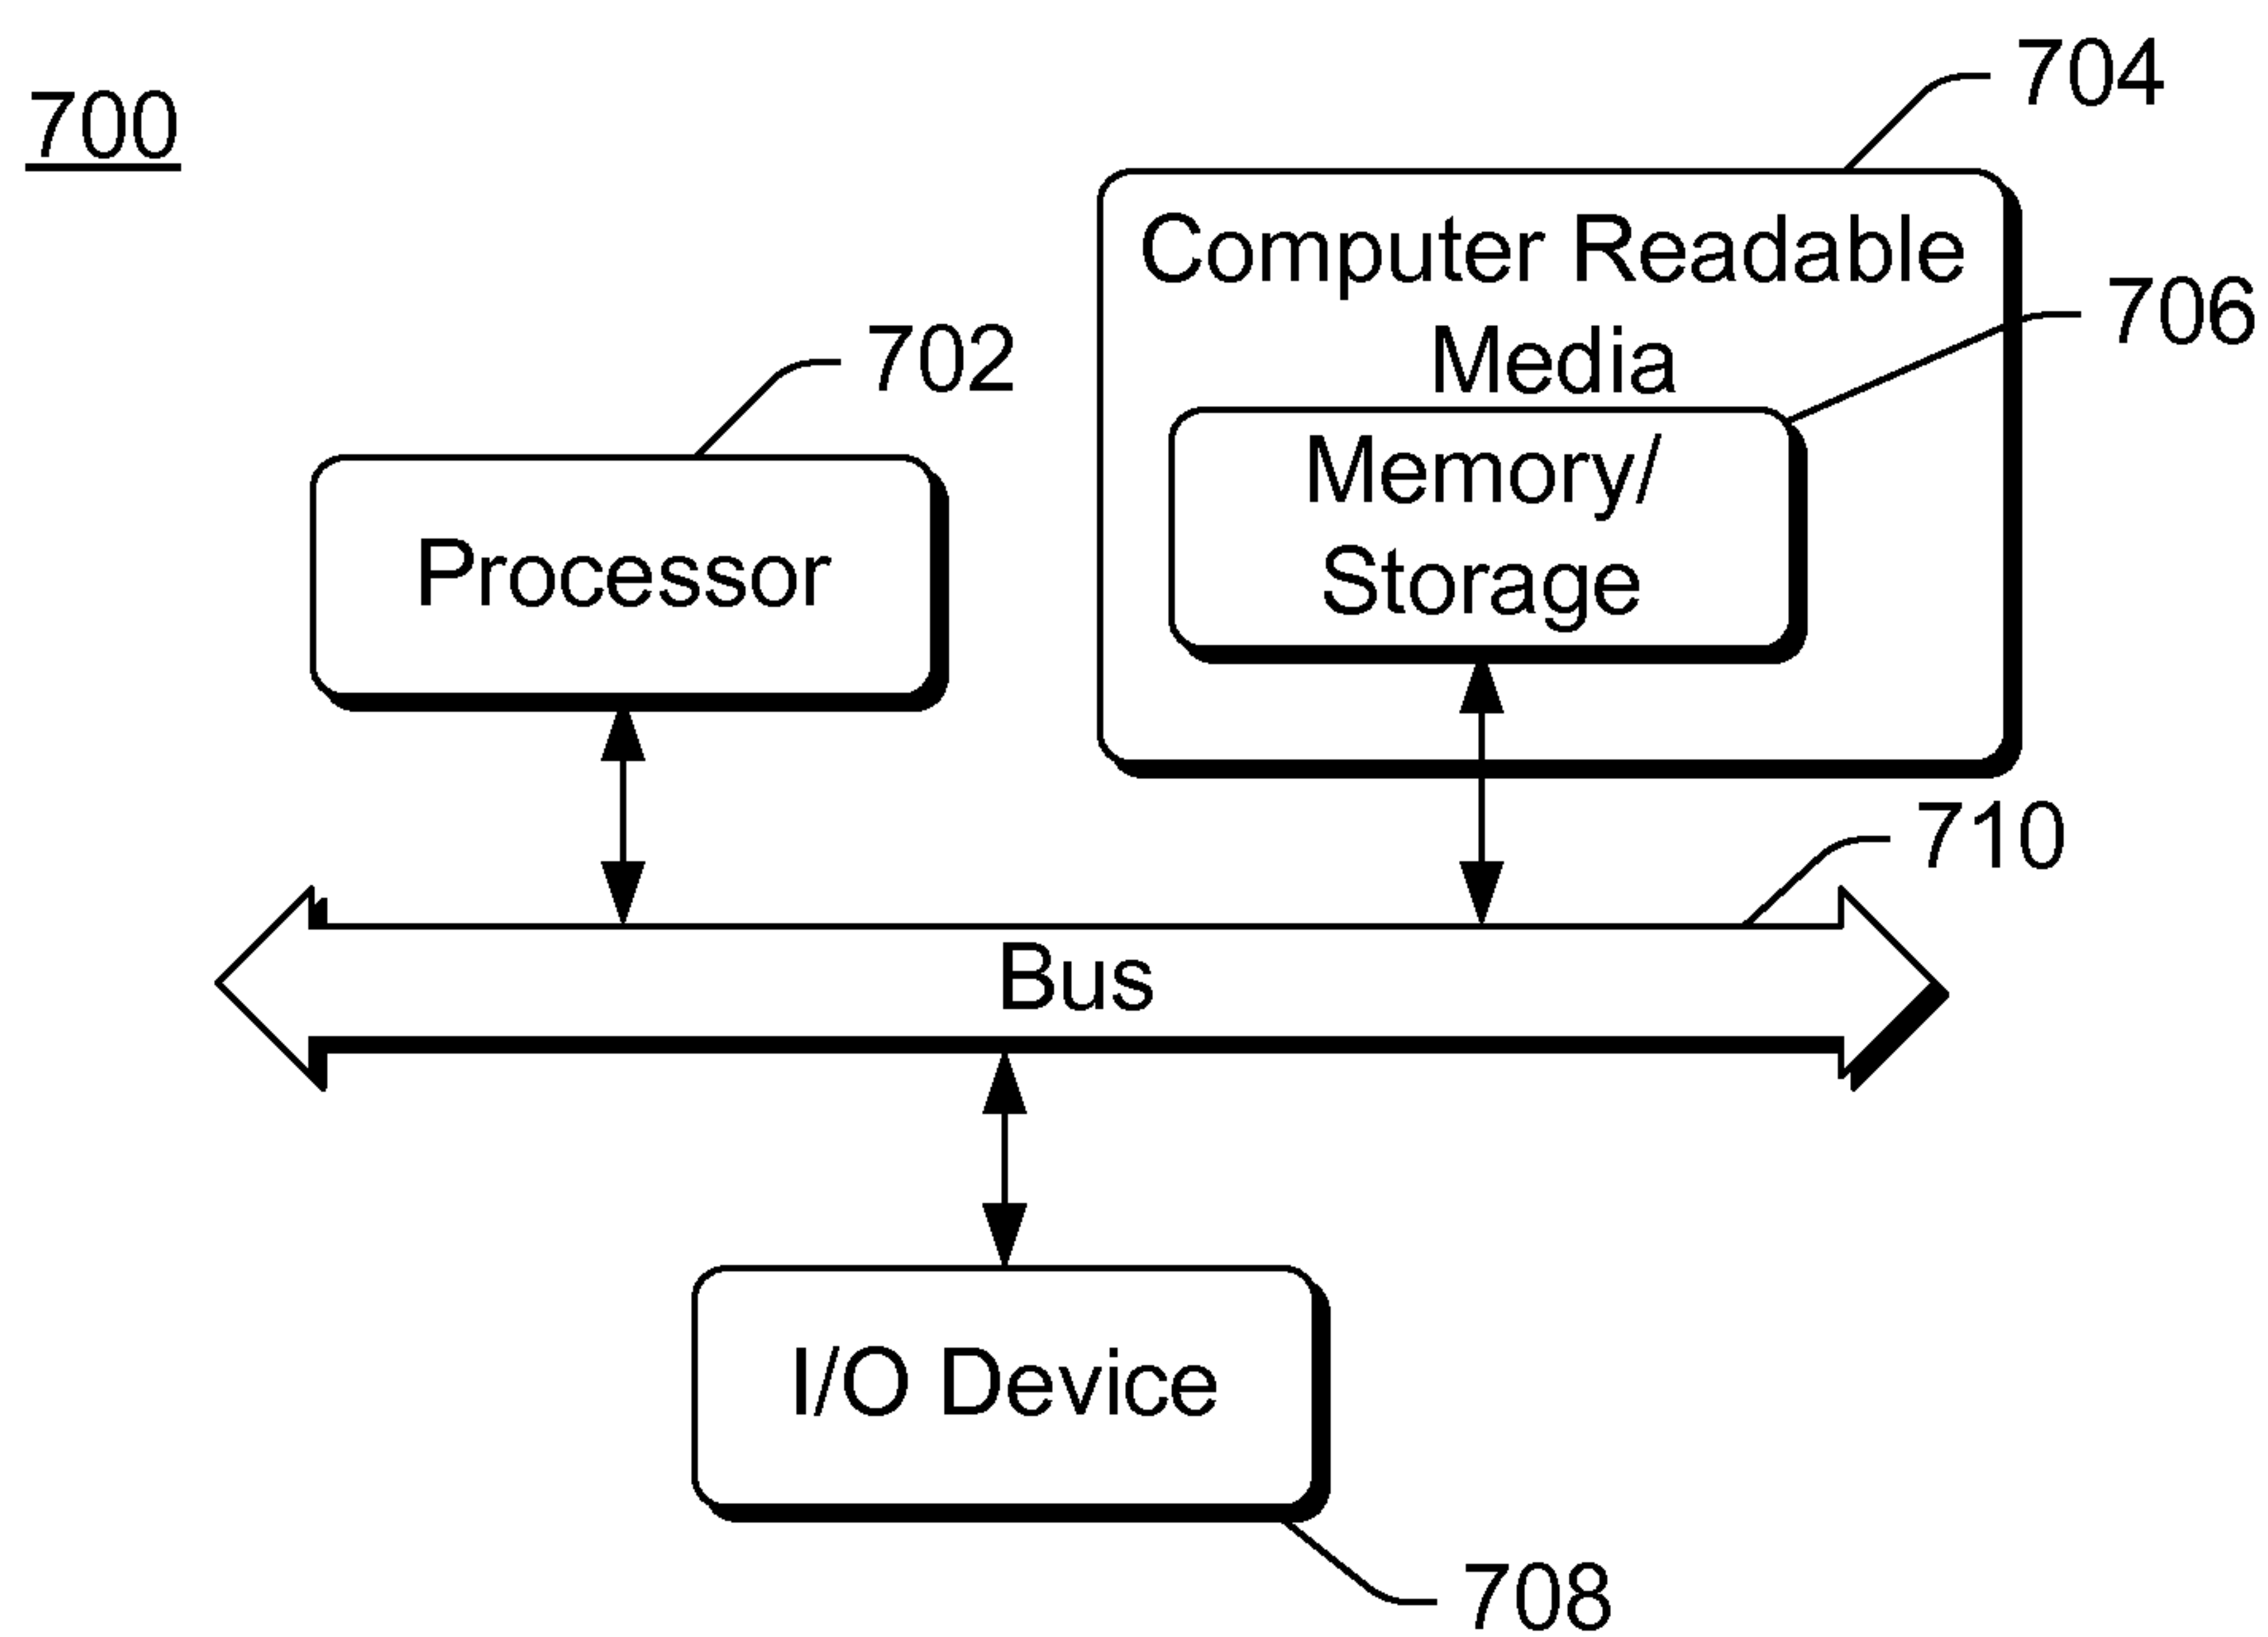 700
704
Computer Readable
Media
706
702
Memory/
Storage
Processor
710
Bus
I/O Device
708